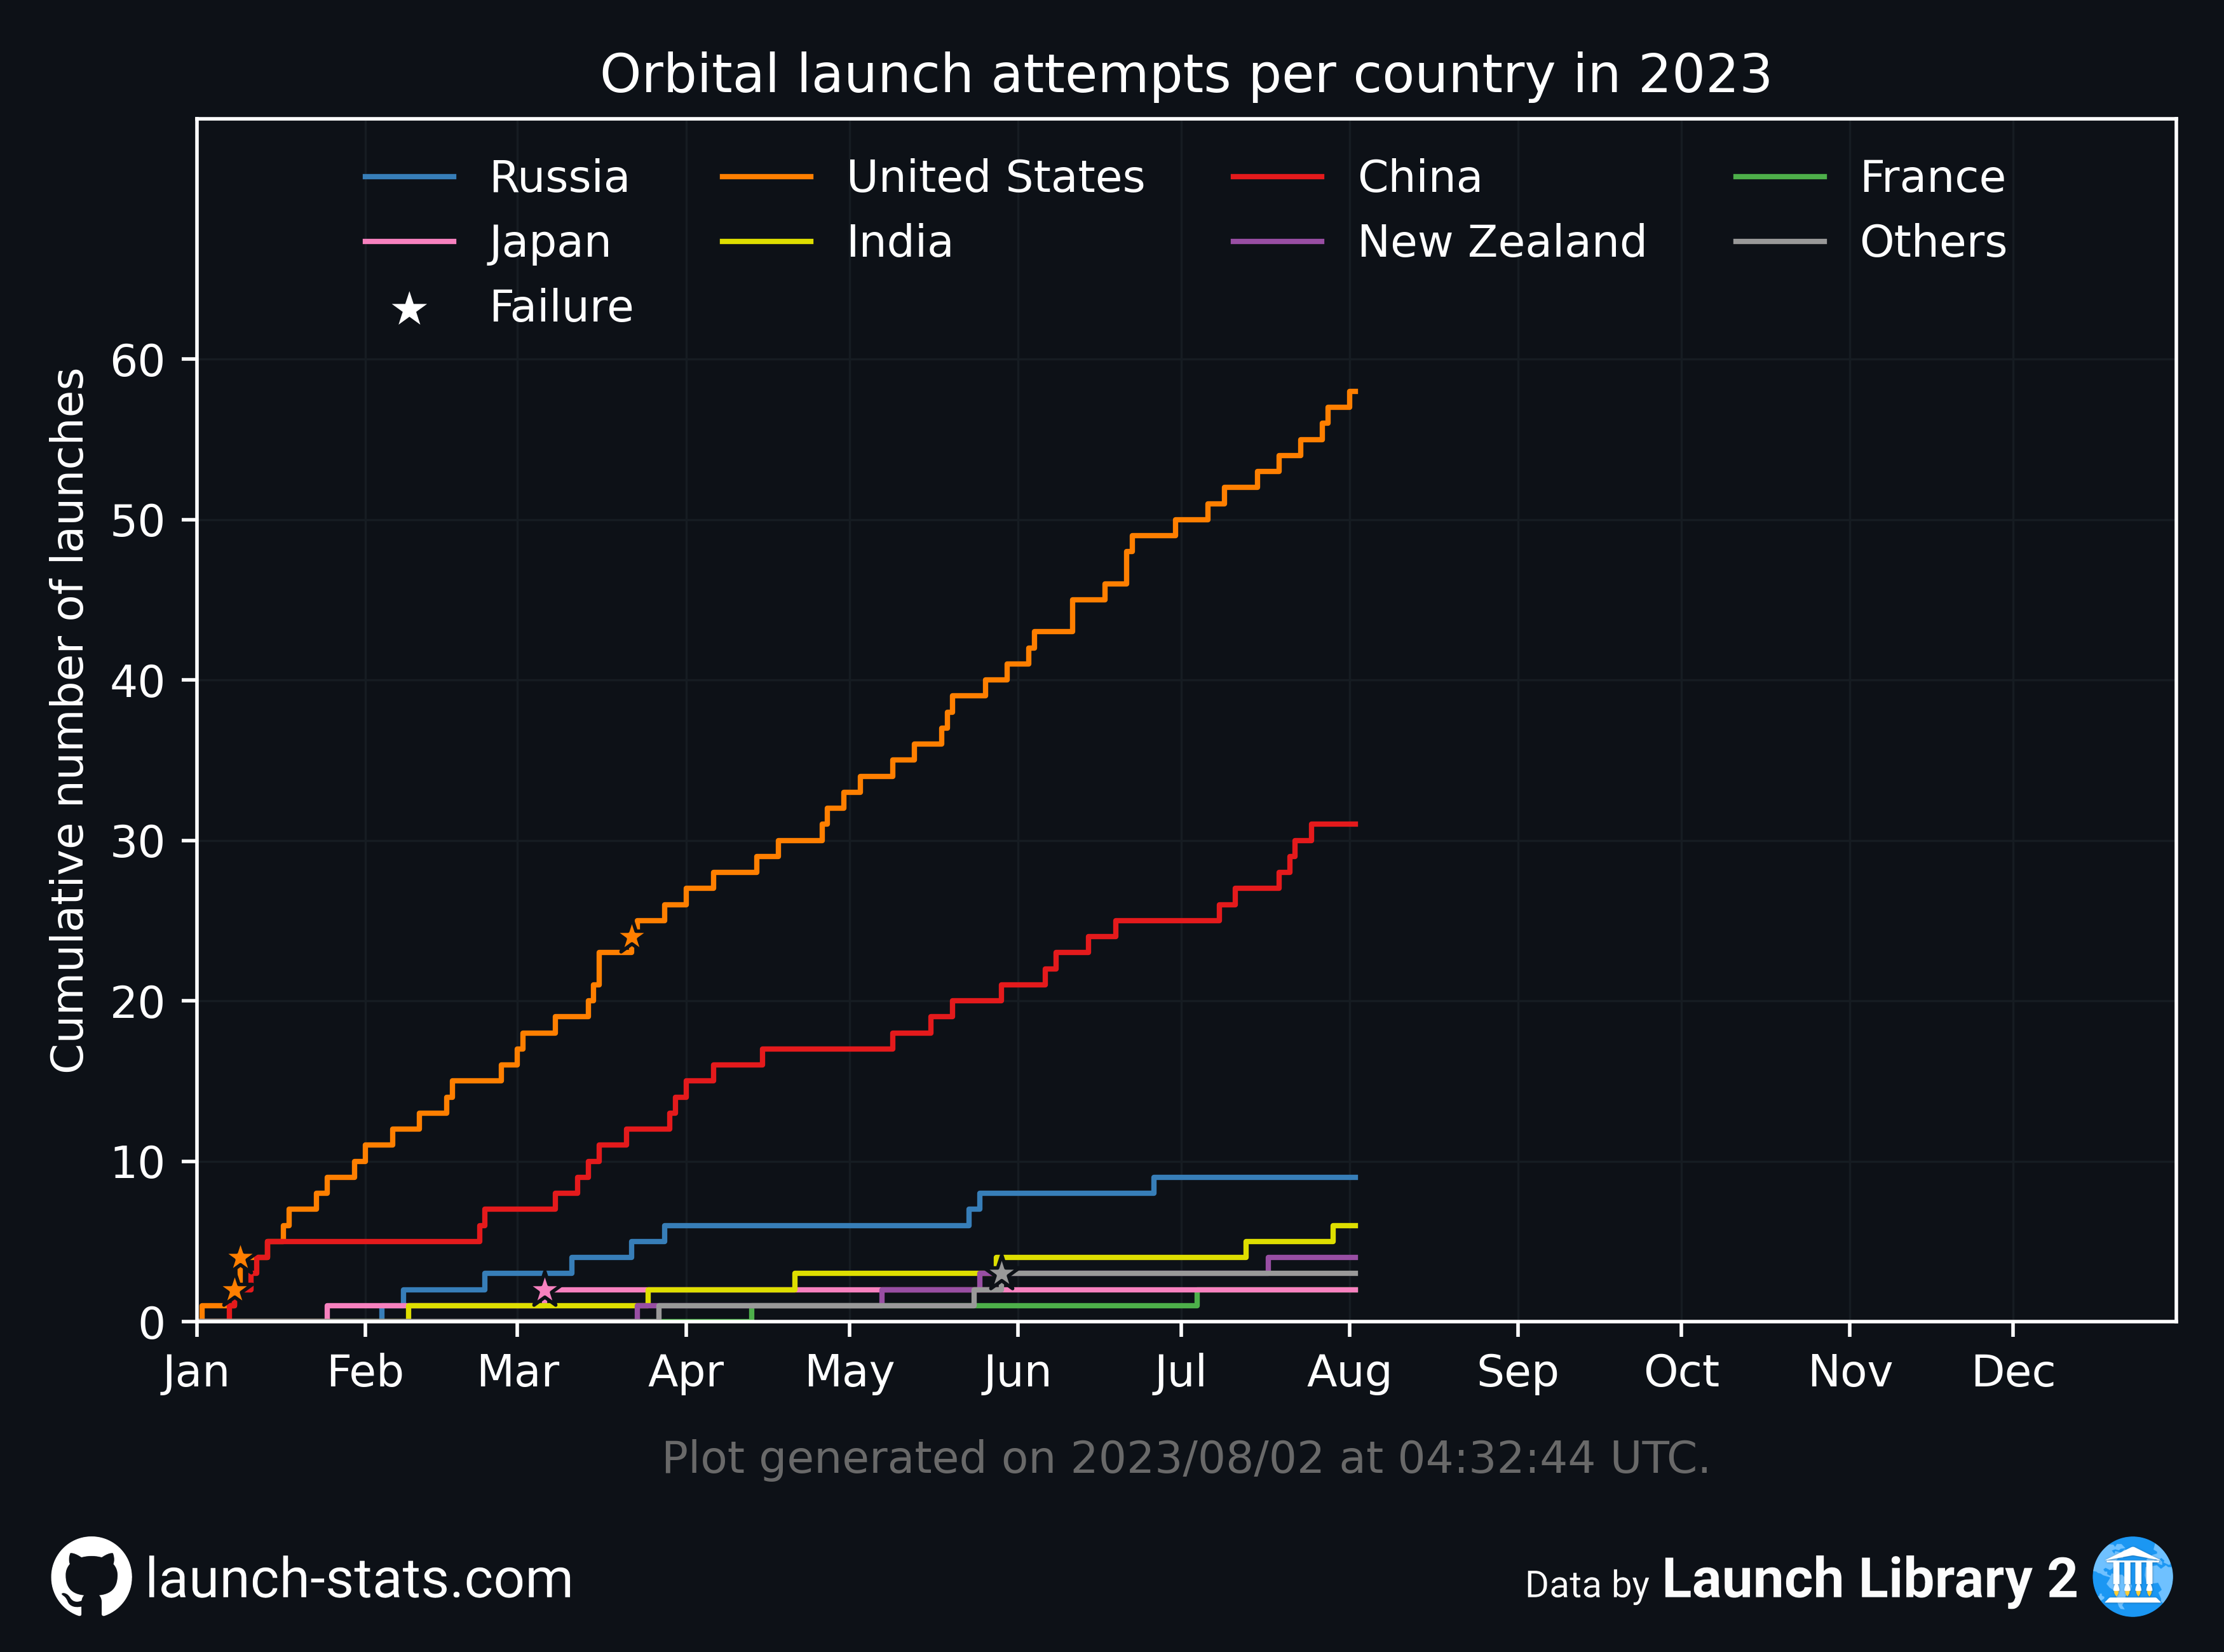 Orbital launch attempts per country in 2023
Russia United States China France
Japan India New Zealand Others
Failure
Cumulative number of launches
60
50
40
30
20
10
0
Jan Feb Mar Apr May Jun Jul Aug Sep Oct Nov Dec
Plot generated on 2023/08/02 at 04:32:44 UTC.
launch-stats.com
Data by Launch Library 2